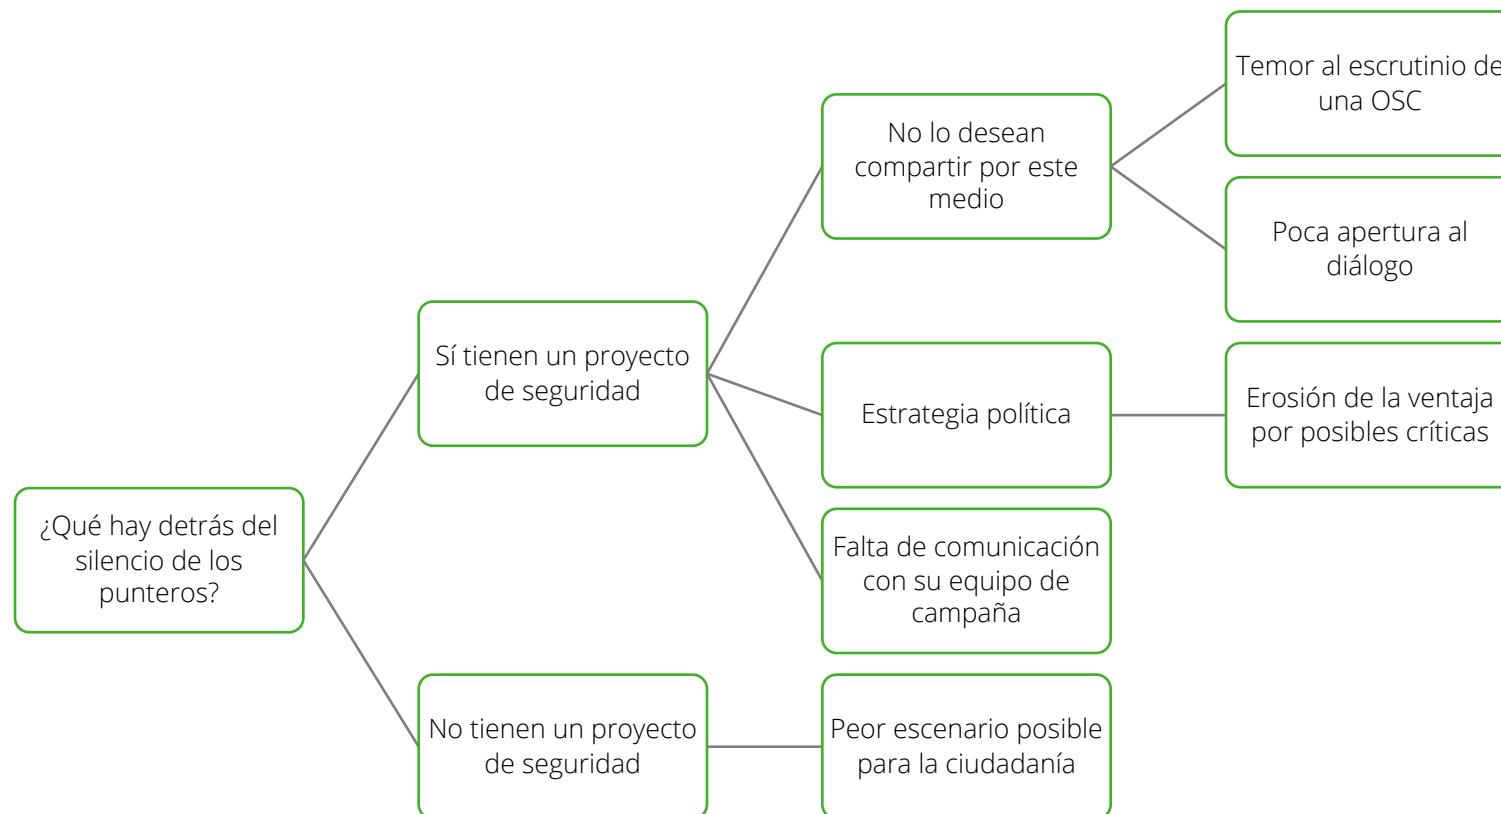 Temor al escrutinio de
una OSC
No lo desean
compartir por este
medio
Poca apertura al
diálogo
Sí tienen un proyecto
de seguridad
Estrategia política
Erosión de la ventaja
por posibles críticas
¿Qué hay detrás del
silencio de los
punteros?
Falta de comunicación
con su equipo de
campaña
No tienen un proyecto
de seguridad
Peor escenario posible
para la ciudadanía